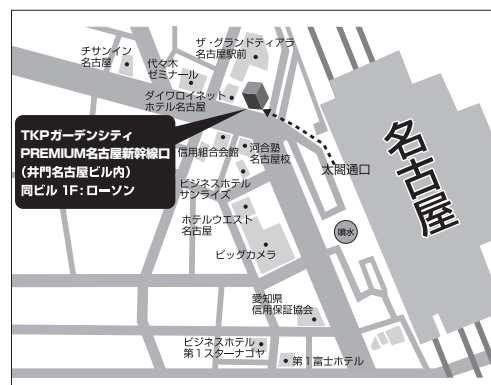 ザ・グランドティアラ
名古屋駅前
チサンイン
名古屋
代々木
ゼミナール
ダイワロイネット
ホテル名古屋
TKPガーデンシティ
PREMIUM名古屋新幹線口
（井門名古屋ビル内）
同ビル 1F：ローソン
信用組合会館
河合塾
名古屋校
太閤通口
名古屋
ビジネスホテル
サンライズ
ホテルウエスト
名古屋
噴水
ビッグカメラ
愛知県
信用保証協会
ビジネスホテル
第1スターナゴヤ
第1富士ホテル